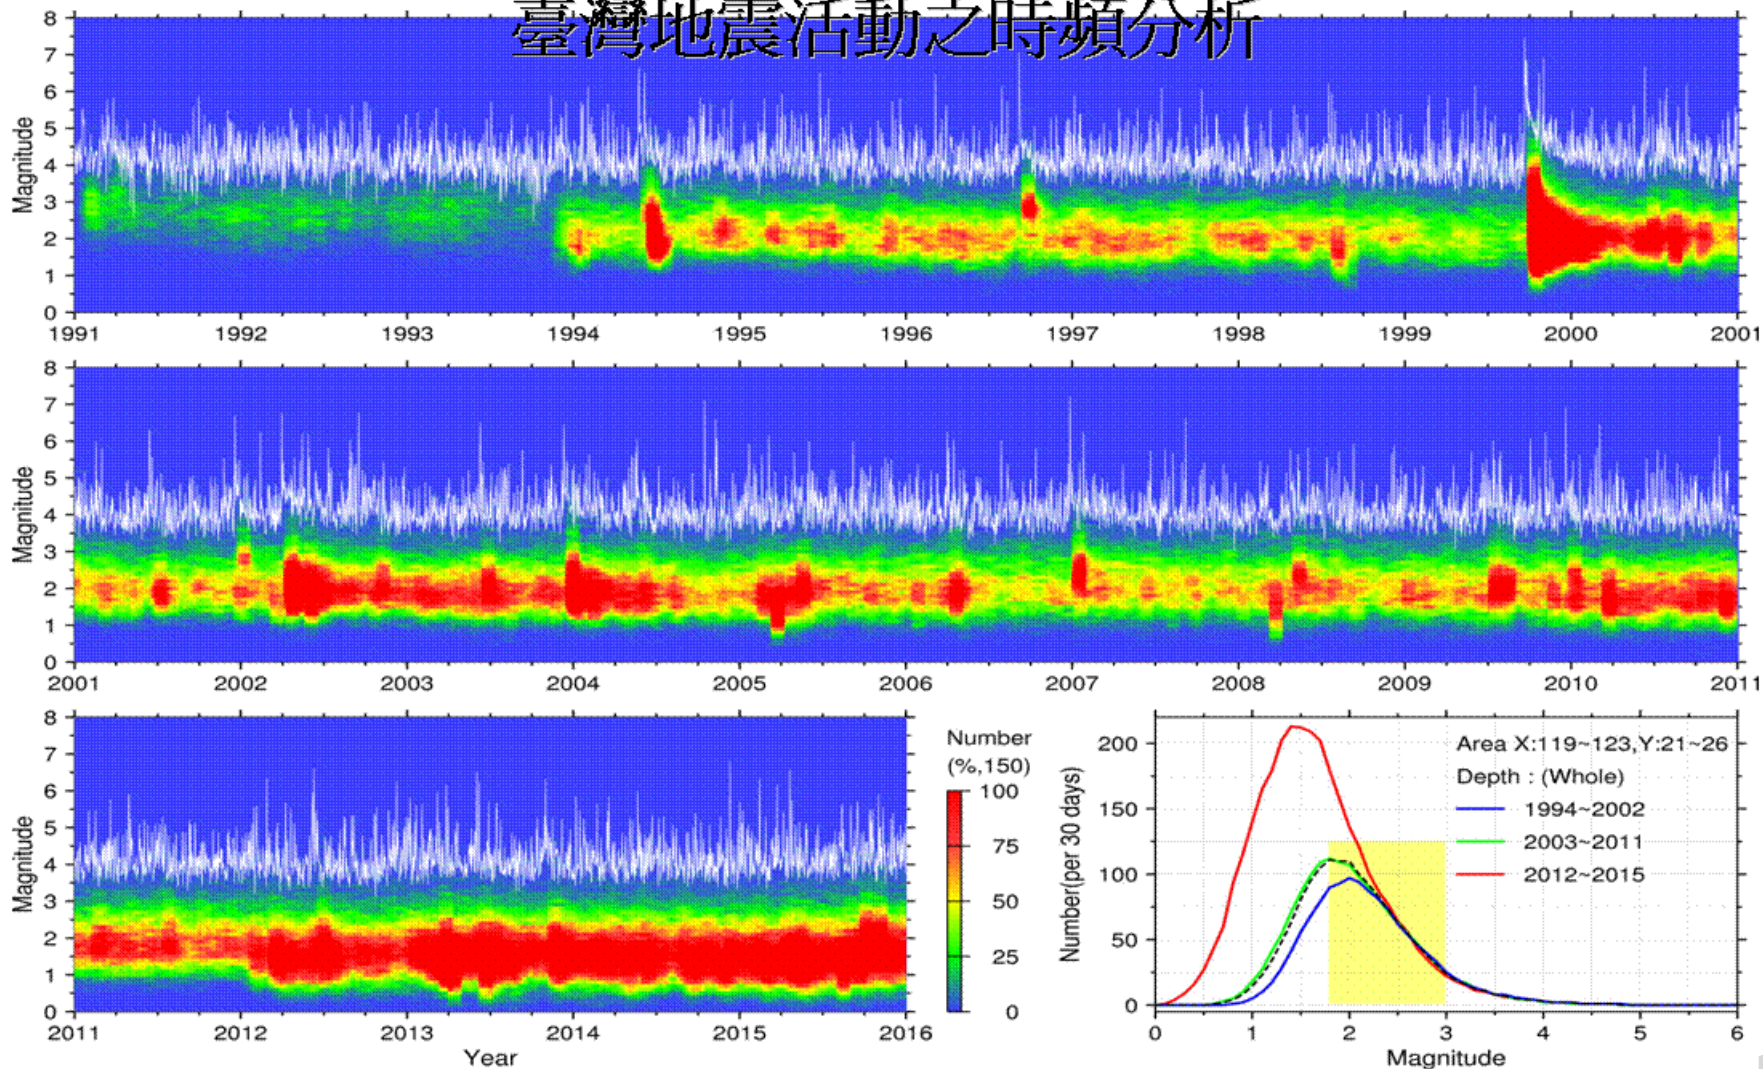 臺灣地震活動之時頻分析
8
7
6
5
4
3
2
1
0
Magnitude
1991 1992 1993 1994 1995 1996 1997 1998 1999 2000 2001
8
7
6
5
4
3
2
1
0
Magnitude
2001 2002 2003 2004 2005 2006 2007 2008 2009 2010 2011
8
7
6
5
4
3
2
1
0
Magnitude
2011 2012 2013 2014 2015 2016
Year
Number
(%,150)
100
75
50
25
0
200
150
100
50
0
Number(per 30 days)
Area X:119~123,Y:21~26
Depth : (Whole)
1994~2002
2003~2011
2012~2015
0 1 2 3 4 5 6
Magnitude